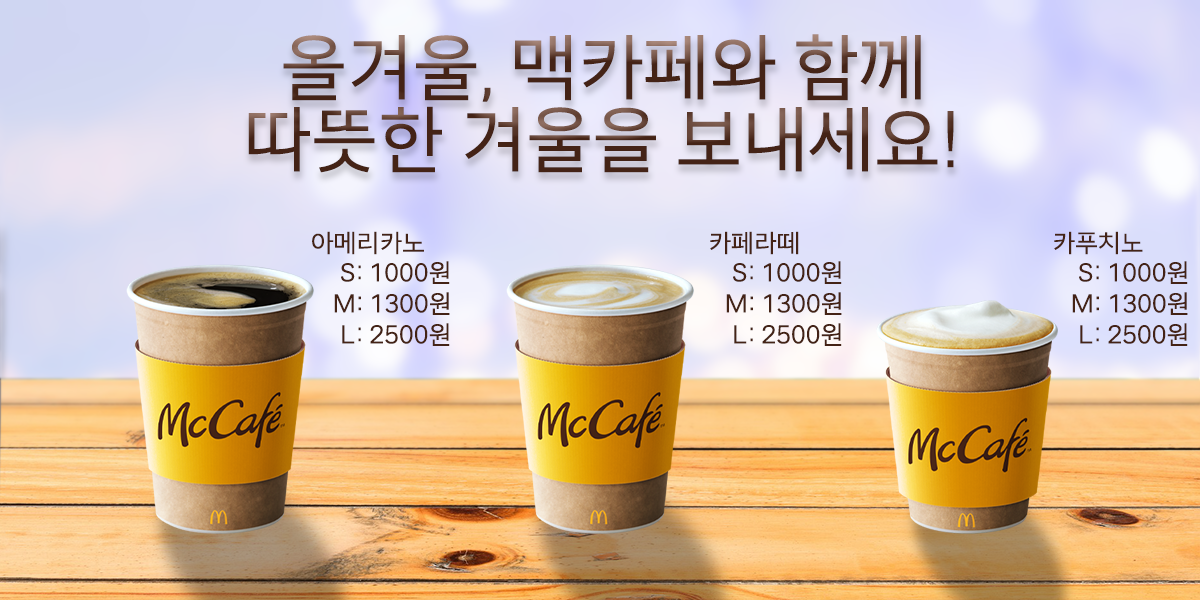 올겨울, 맥카페와 함께
따뜻한 겨울을 보내세요!
아메리카노
S: 1000원
M: 1300원
L: 2500원
카페라떼
S: 1000원
M: 1300원
L: 2500원
카푸치노
S: 1000원
M: 1300원
L: 2500원
McCafé
McCafé
McCafé